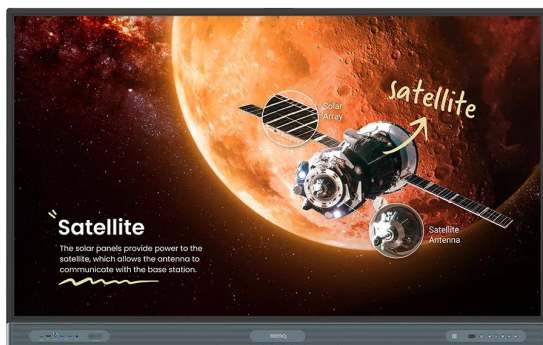 satellite
Solar
Array
Satellite
Antenna
Satellite
The solar panels provide power to the
satellite, which allows the antenna to
communicate with the base station.
BenQ